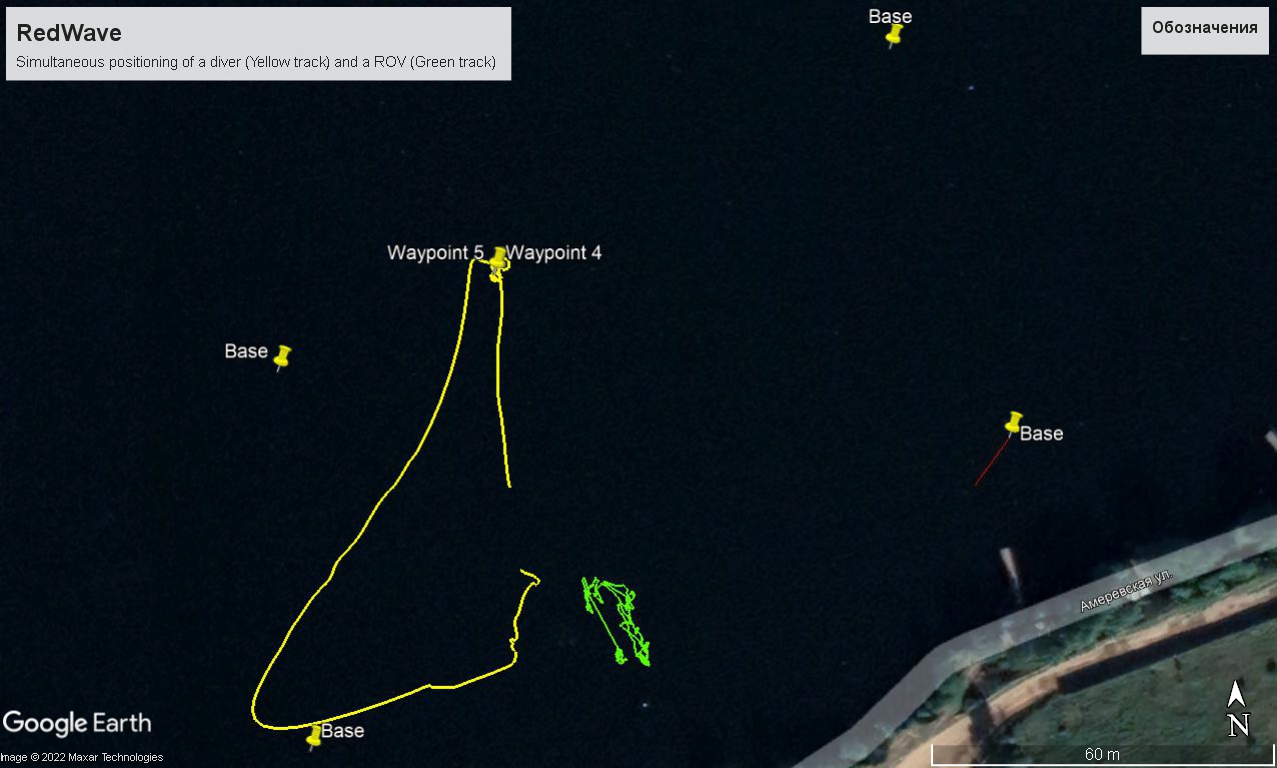 RedWave
Simultaneous positioning of a diver (Yellow track) and a ROV (Green track)
Base
Обозначения
Waypoint 5
Waypoint 4
Base
Base
Амеревская ул.
Base
Google Earth
Image © 2022 Maxar Technologies
N
60 m